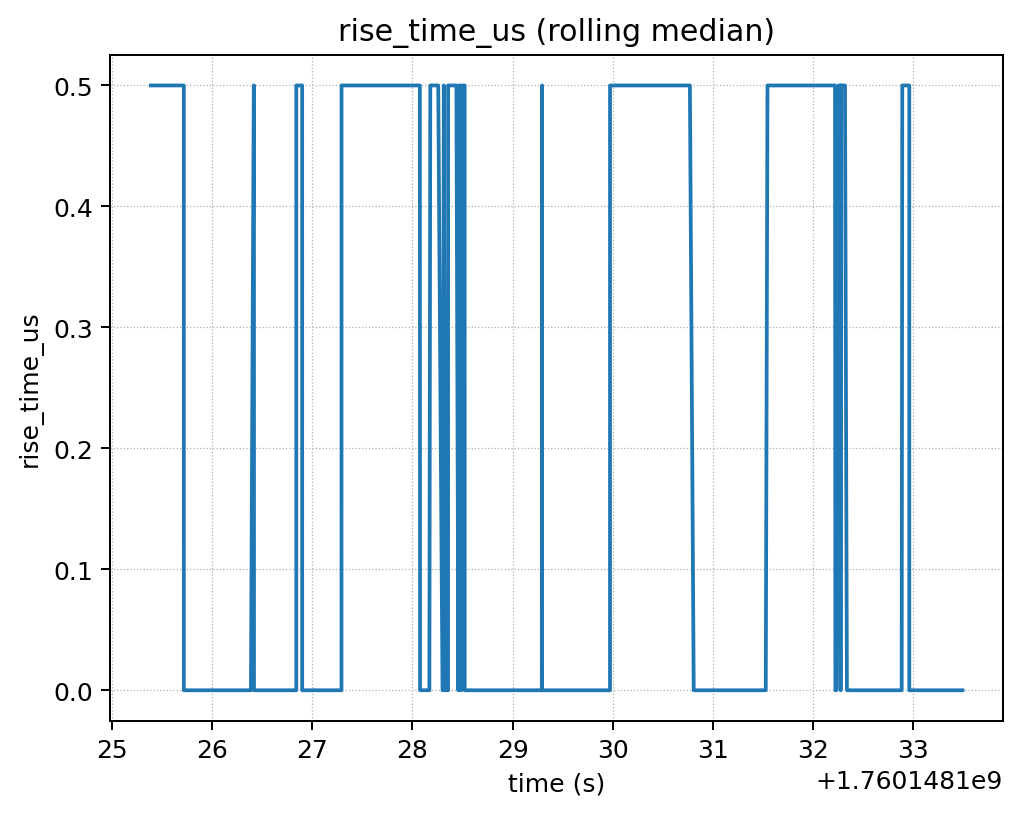 rise_time_us (rolling median)
rise_time_us
0.5
0.4
0.3
0.2
0.1
0.0
25 26 27 28 29 30 31 32 33
time (s)
+1.7601481e9